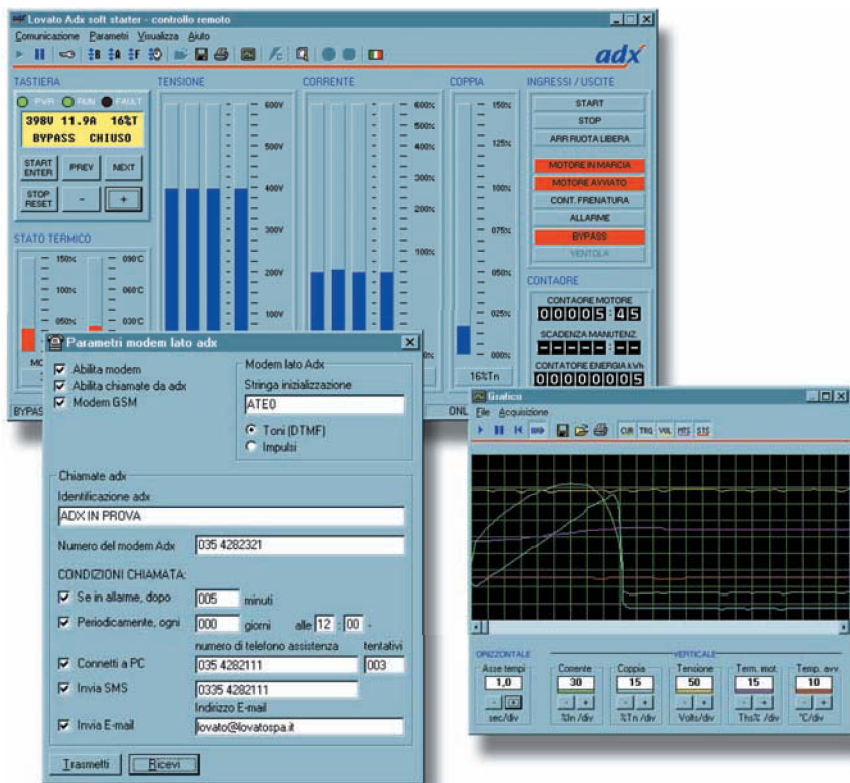 Lovato Adx soft starter - controllo remoto
Comunicazione Parametri Visualizza Aiuto
adx
TASTIERA
PWR RUN FAULT
398V 11.9A 16%T
BYPASS CHIUSO
START ENTER
PREV
NEXT
STOP RESET
-
+
STATO TERMICO
150%
100%
050%
090°C
060°C
030°C
TENSIONE
600V
500V
400V
300V
200V
CORRENTE
600%
500%
400%
300%
200%
100%
COPPIA
150%
125%
100%
075%
050%
025%
000%
16%Tn
INGRESSI / USCITE
START
STOP
ARR RUOTA LIBERA
MOTORE IN MARCIA
MOTORE AVVIATO
CONT. FRENATURA
ALLARME
BYPASS
VENTOLA
CONTAORE
CONTAORE MOTORE
00005:45
SCADENZA MANUTENZ.
-----:--
CONTATORE ENERGIA kWh
00000005
Parametri modem lato adx
Abilita modem
Abilita chiamate da adx
Modem GSM
Modem lato Adx
Stringa inizializzazione
ATE0
Toni (DTMF)
Impulsi
Chiamate adx
Identificazione adx
ADX IN PROVA
Numero del modem Adx 035 4282321
CONDIZIONI CHIAMATA:
Se in allarme, dopo 005 minuti
Periodicamente, ogni 000 giorni alle 12 : 00 -
numero di telefono assistenza tentativi
Connetti a PC 035 4282111 003
Invia SMS 0335 4282111
Indirizzo E-mail
Invia E-mail lovato@lovatospa.it
Trasmetti Ricevi
Grafico
File Acquisizione
CUR TRQ VOL MTS STS
ORIZZONTALE VERTICALE
Asse tempi Corrente Coppia Tensione Term. mot. Temp. avv.
1,0 30 15 50 15 10
- + - + - + - + - + - +
sec/div %In /div %Tn /div Volts/div Ths% /div °C/div